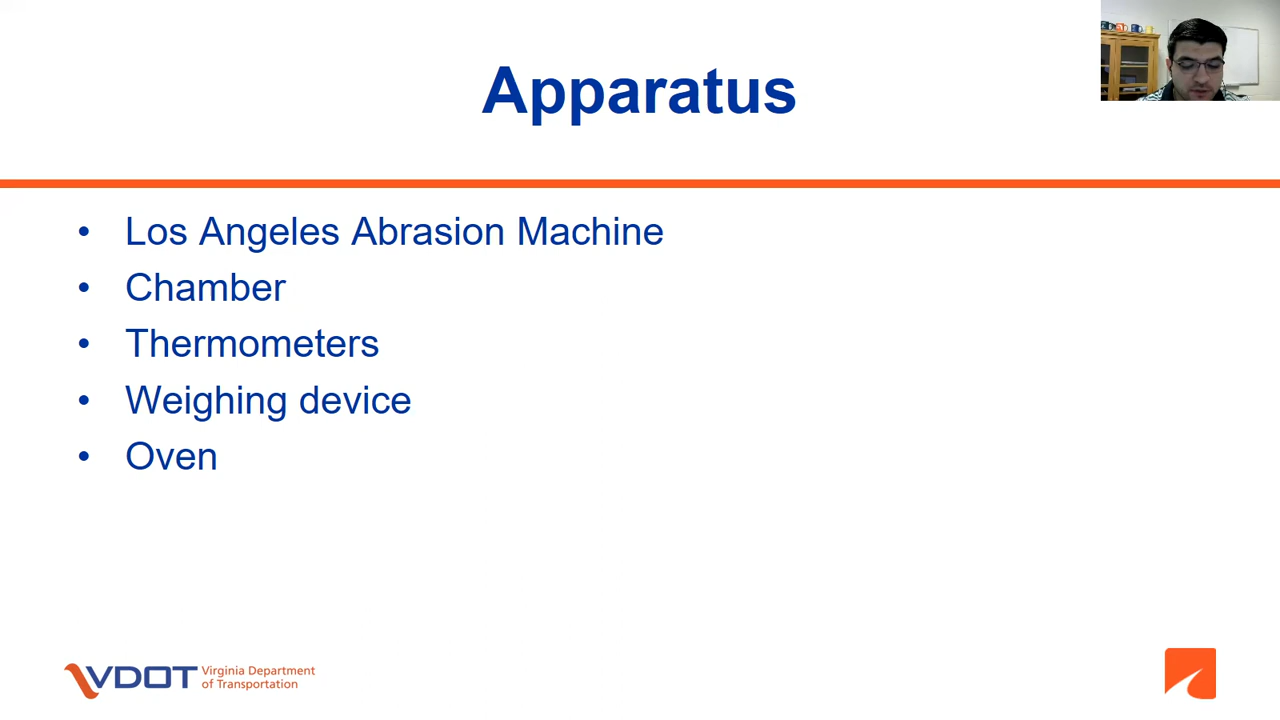 Apparatus
• Los Angeles Abrasion Machine
• Chamber
• Thermometers
• Weighing device
• Oven
VDOT Virginia Department
of Transportation